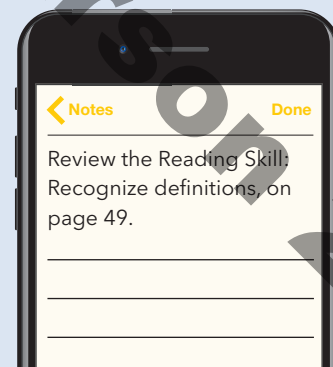 Notes
Done
Review the Reading Skill:
Recognize definitions, on
page 49.